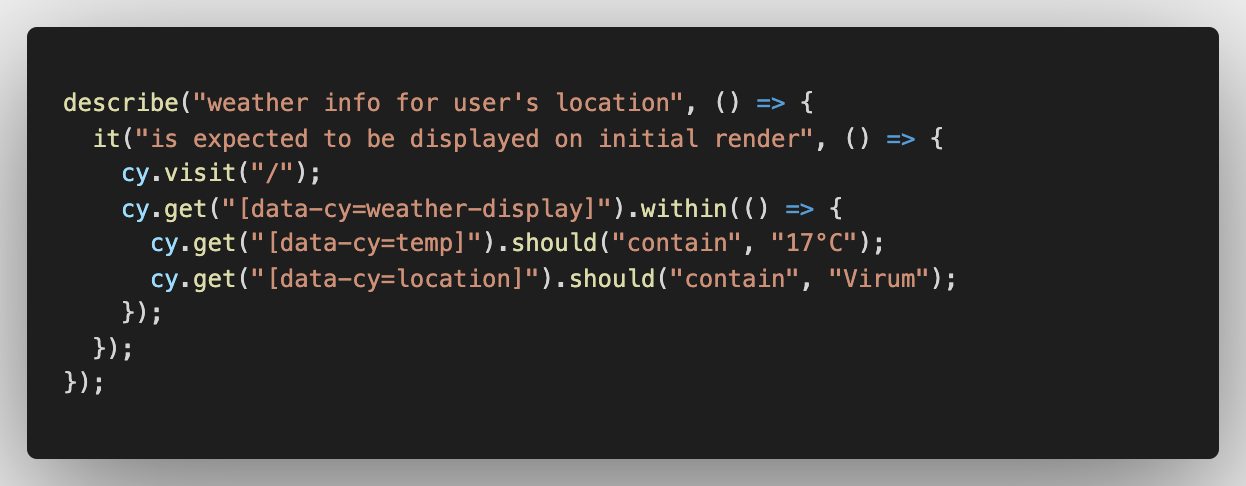 describe("weather info for user's location", () => {
  it("is expected to be displayed on initial render", () => {
    cy.visit("/");
    cy.get("[data-cy=weather-display]").within(() => {
      cy.get("[data-cy=temp]").should("contain", "17°C");
      cy.get("[data-cy=location]").should("contain", "Virum");
    });
  });
});